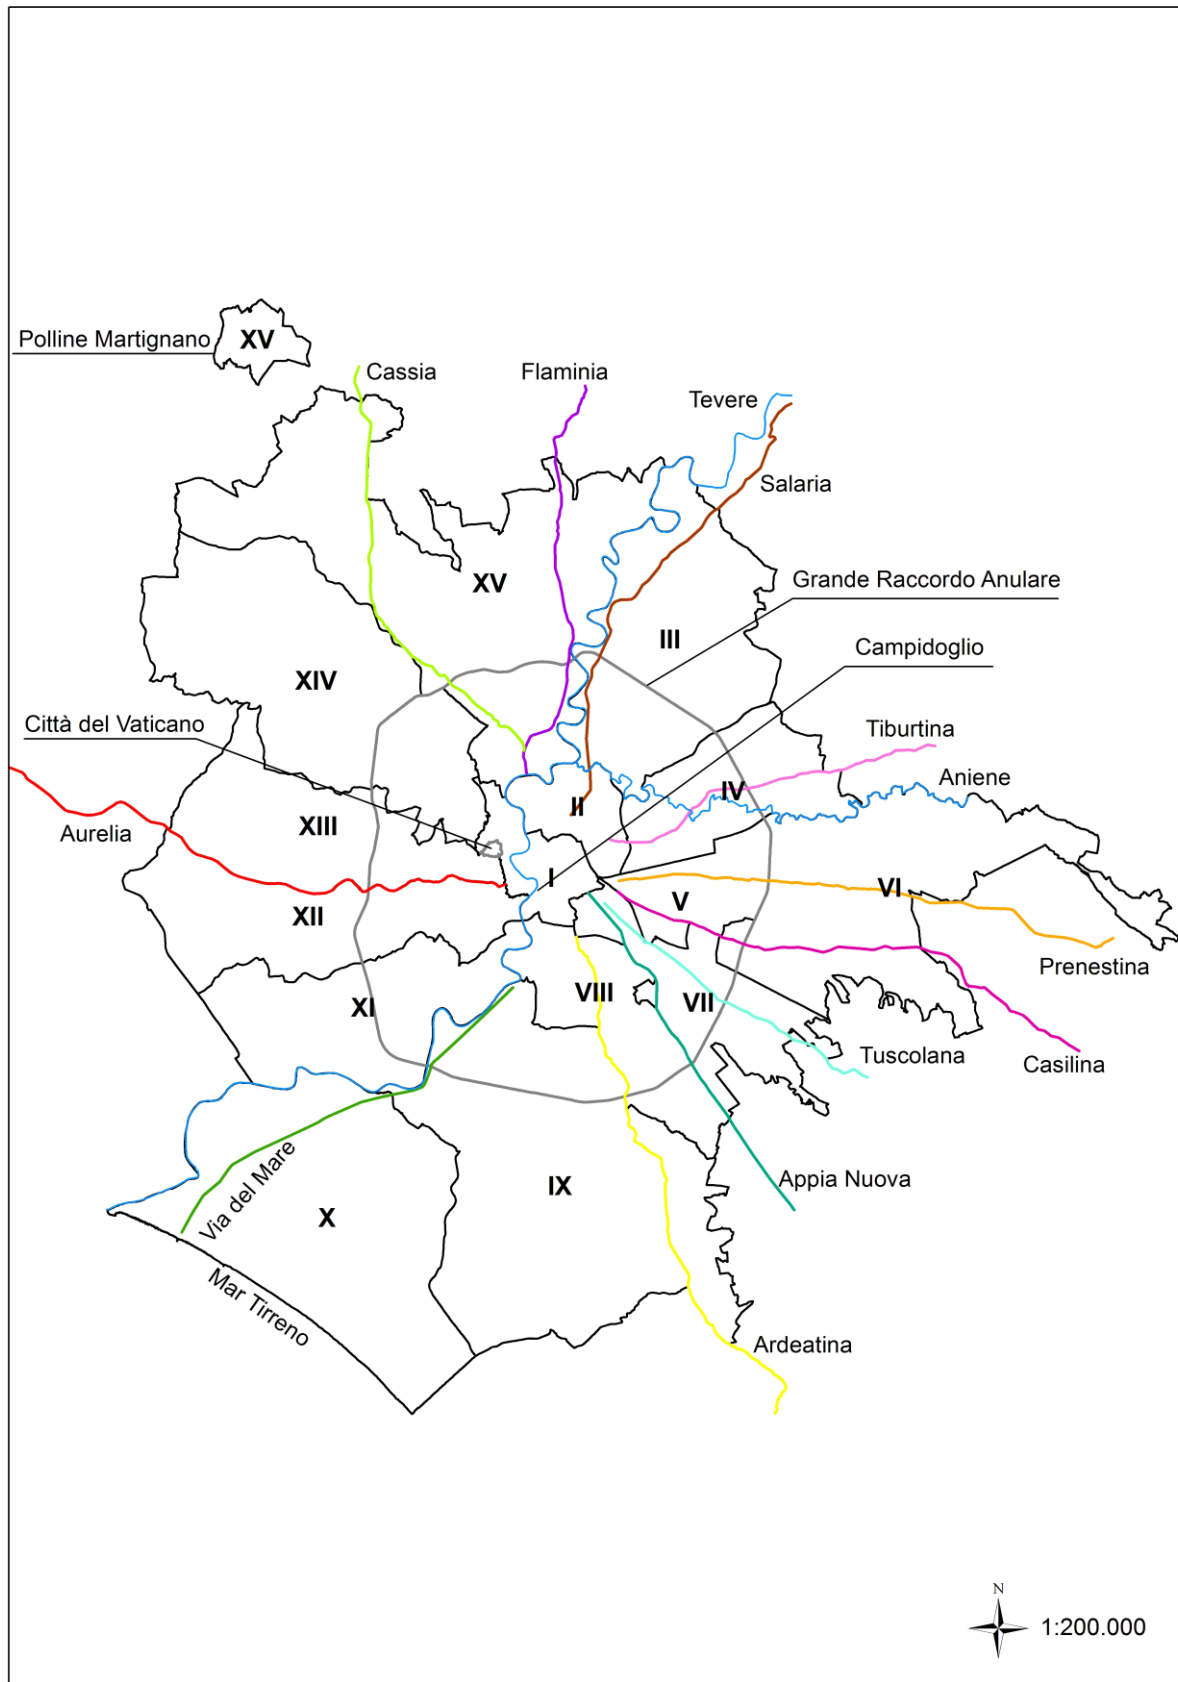 Polline Martignano
XV
Cassia
Flaminia
Tevere
Salaria
Grande Raccordo Anulare
XV
III
Campidoglio
XIV
Città del Vaticano
Tiburtina
Aniene
IV
II
XIII
Aurelia
I
VI
V
XII
Prenestina
VIII
VII
XI
Tuscolana
Casilina
Via del Mare
Appia Nuova
IX
X
Mar Tirreno
Ardeatina
N
1:200.000